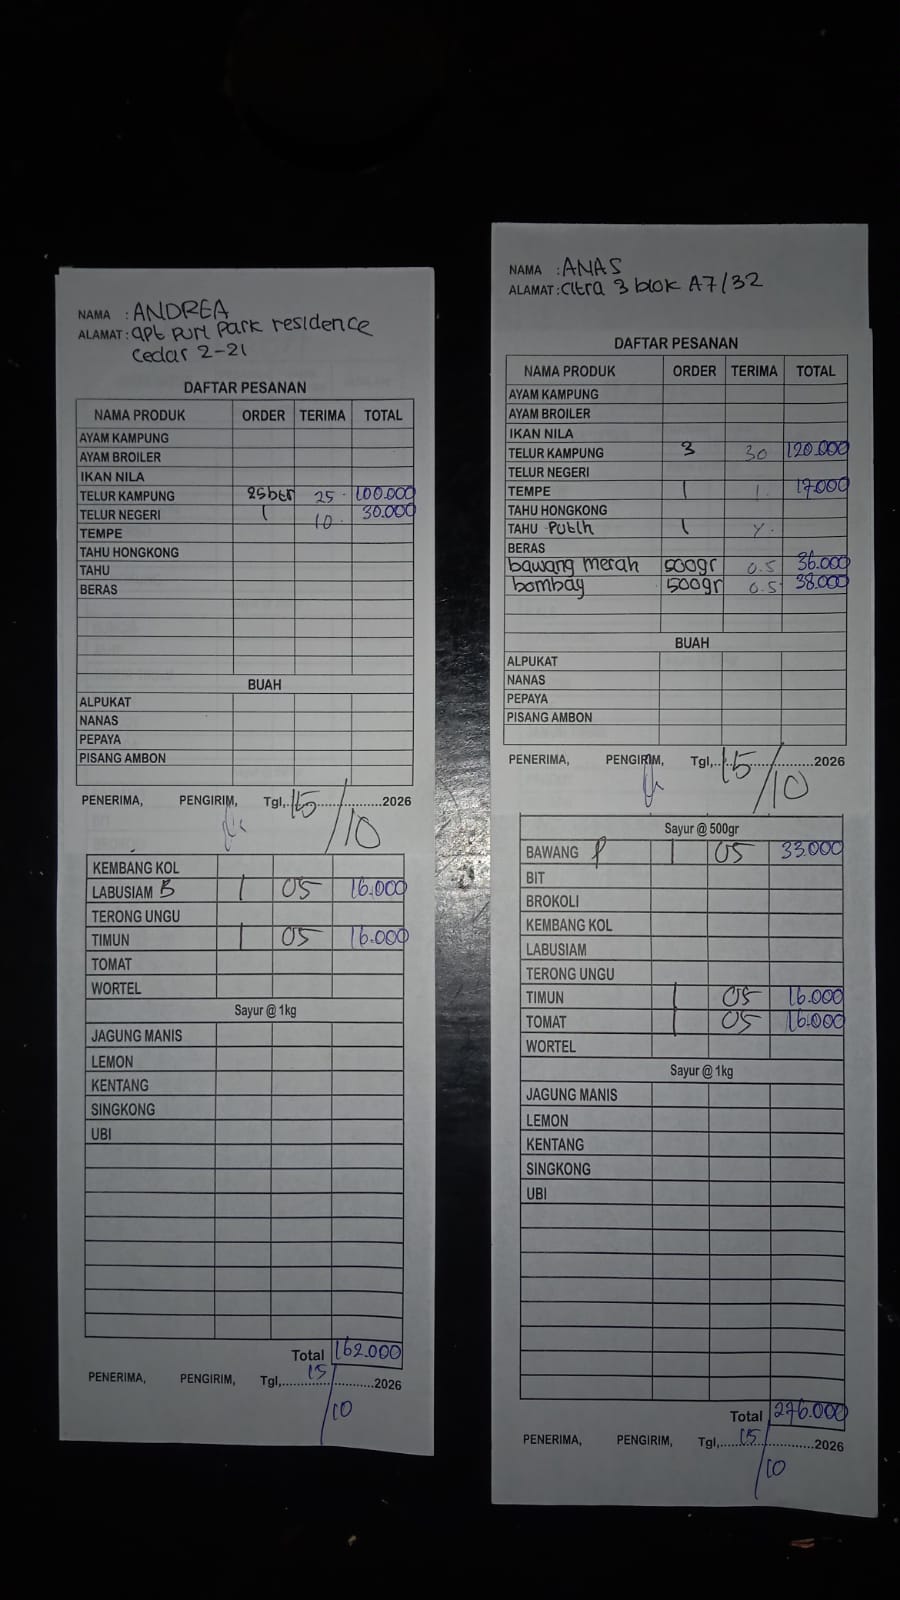 NAMA : ANDREA
ALAMAT : apt puri park residence
cedar 2-21
DAFTAR PESANAN
NAMA PRODUK ORDER TERIMA TOTAL
AYAM KAMPUNG
AYAM BROILER
IKAN NILA
TELUR KAMPUNG 25btr 25 100.000
TELUR NEGERI 1 10 30.000
TEMPE
TAHU HONGKONG
TAHU
BERAS
BUAH
ALPUKAT
NANAS
PEPAYA
PISANG AMBON
PENERIMA, PENGIRIM, Tgl,..15/10..2026
KEMBANG KOL
LABUSIAM B 1 05 16.000
TERONG UNGU
TIMUN 1 05 16.000
TOMAT
WORTEL
Sayur @ 1kg
JAGUNG MANIS
LEMON
KENTANG
SINGKONG
UBI
Total 162.000
PENERIMA, PENGIRIM, Tgl,..15/10..2026
NAMA : ANAS
ALAMAT : citra 3 blok A7/32
DAFTAR PESANAN
NAMA PRODUK ORDER TERIMA TOTAL
AYAM KAMPUNG
AYAM BROILER
IKAN NILA
TELUR KAMPUNG 3 30 120.000
TELUR NEGERI
TEMPE 1 1 17.000
TAHU HONGKONG
TAHU Putih 1
BERAS
bawang merah 500gr 0.5 36.000
bombay 500gr 0.5 38.000
BUAH
ALPUKAT
NANAS
PEPAYA
PISANG AMBON
PENERIMA, PENGIRIM, Tgl,..15/10..2026
Sayur @ 500gr
BAWANG P 1 05 33.000
BIT
BROKOLI
KEMBANG KOL
LABUSIAM
TERONG UNGU
TIMUN 1 05 16.000
TOMAT 1 05 16.000
WORTEL
Sayur @ 1kg
JAGUNG MANIS
LEMON
KENTANG
SINGKONG
UBI
Total 276.000
PENERIMA, PENGIRIM, Tgl,..15/10..2026